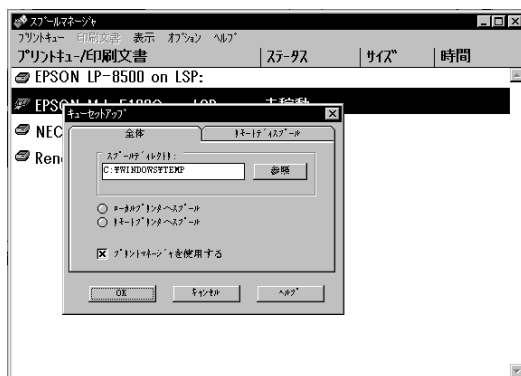 スプールマネージャ
プリントキュー 印刷文書 表示 オプション ヘルプ
プリントキュー/印刷文書 ステータス サイズ 時間
EPSON LP-8500 on LSP:
EPSO
NEC
Ren
キューセットアップ
全体 リモートディスプール
スプールディレクトリ:
C:¥WINDOWS¥TEMP 参照
ローカルプリンタへスプール
リモートプリンタへスプール
プリントマネージャを使用する
OK キャンセル ヘルプ